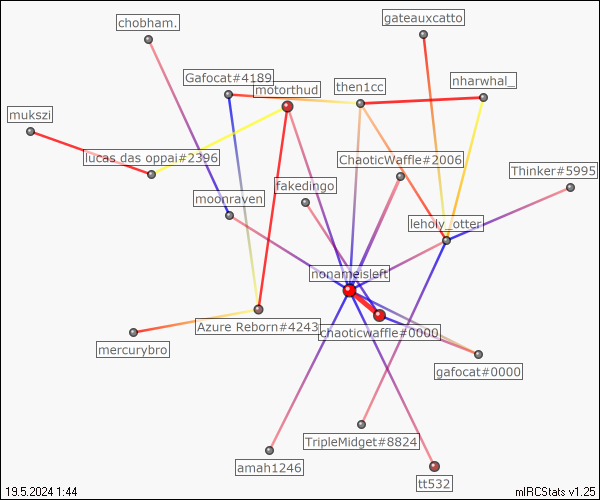 chobham.
gateauxcatto
Gafocat#4189
motorthud
then1cc
nharwhal_
mukszi
lucas das oppai#2396
ChaoticWaffle#2006
Thinker#5995
fakedingo
moonraven
leholy_otter
nonameisleft
Azure Reborn#4243
chaoticwaffle#0000
mercurybro
gafocat#0000
TripleMidget#8824
amah1246
tt532
19.5.2024 1:44
mIRCStats v1.25